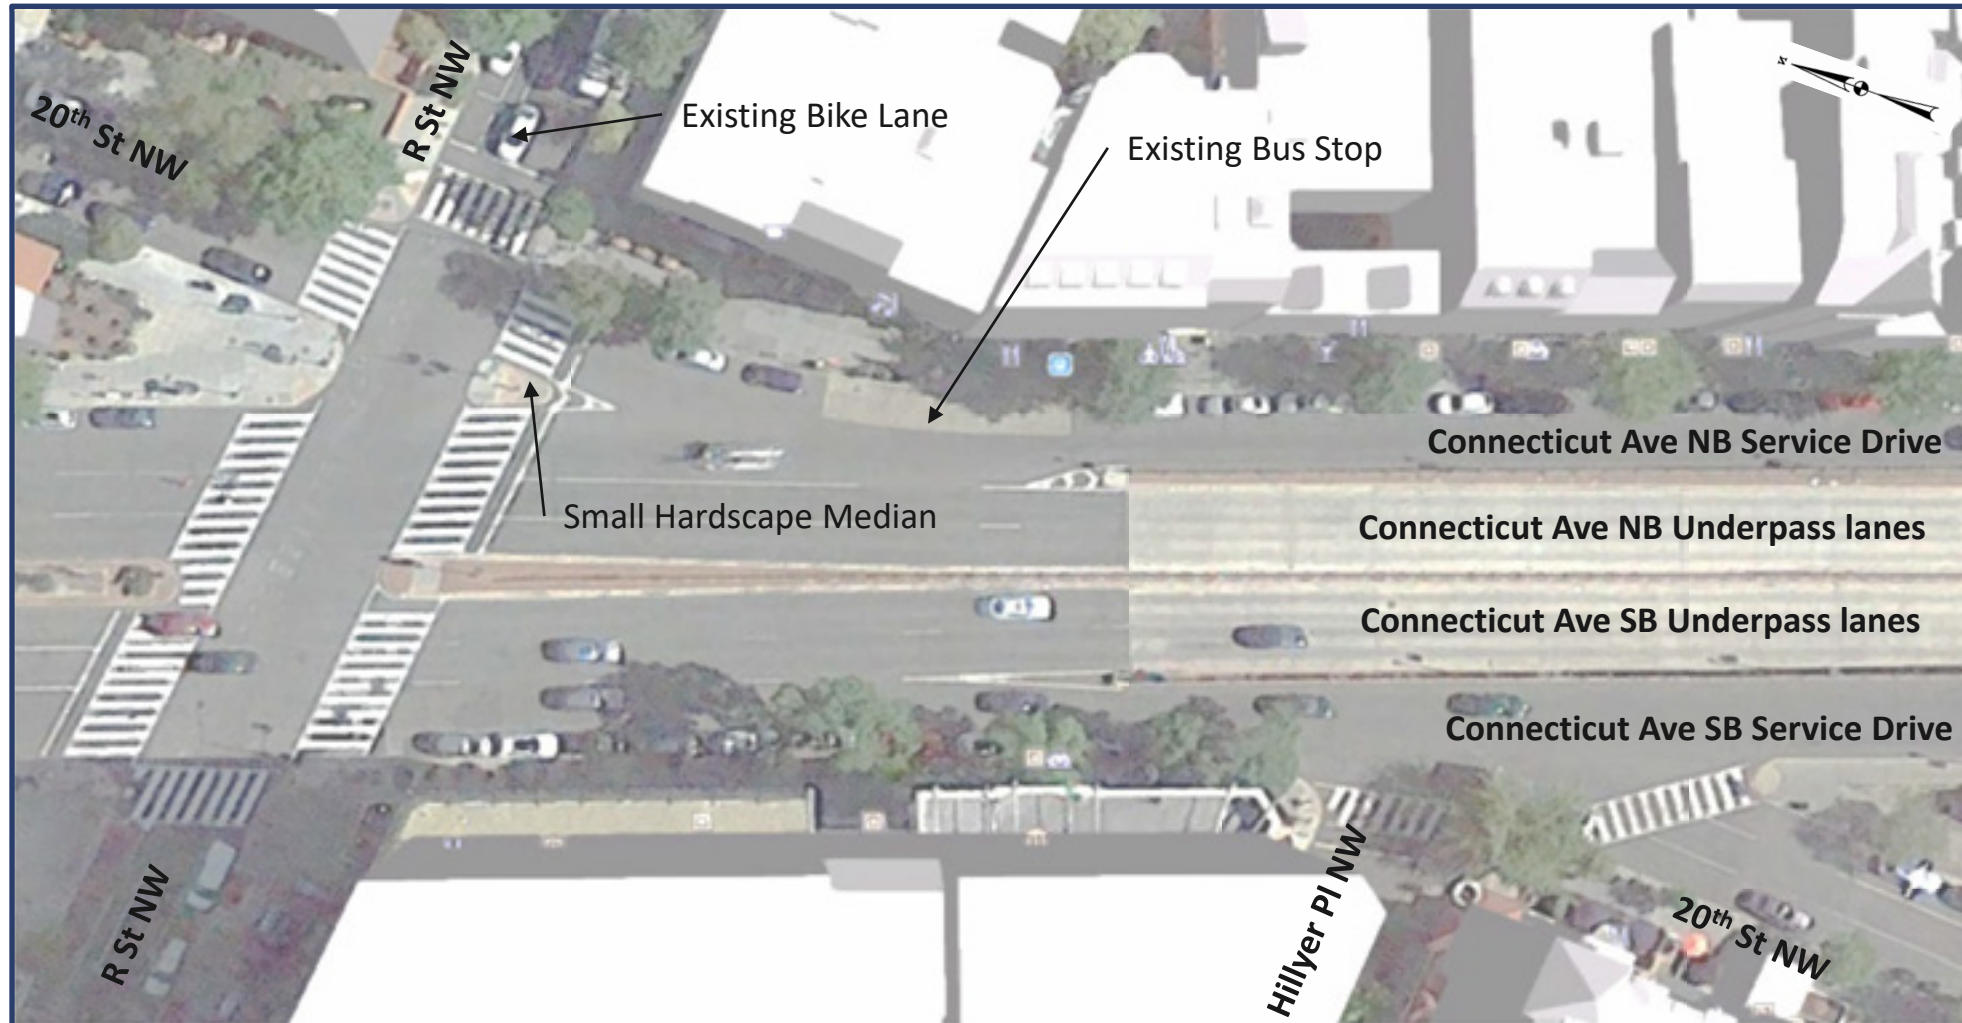 20th St NW
R St NW
Existing Bike Lane
Existing Bus Stop
Connecticut Ave NB Service Drive
Small Hardscape Median
Connecticut Ave NB Underpass lanes
Connecticut Ave SB Underpass lanes
Connecticut Ave SB Service Drive
R St NW
Hillyer Pl NW
20th St NW